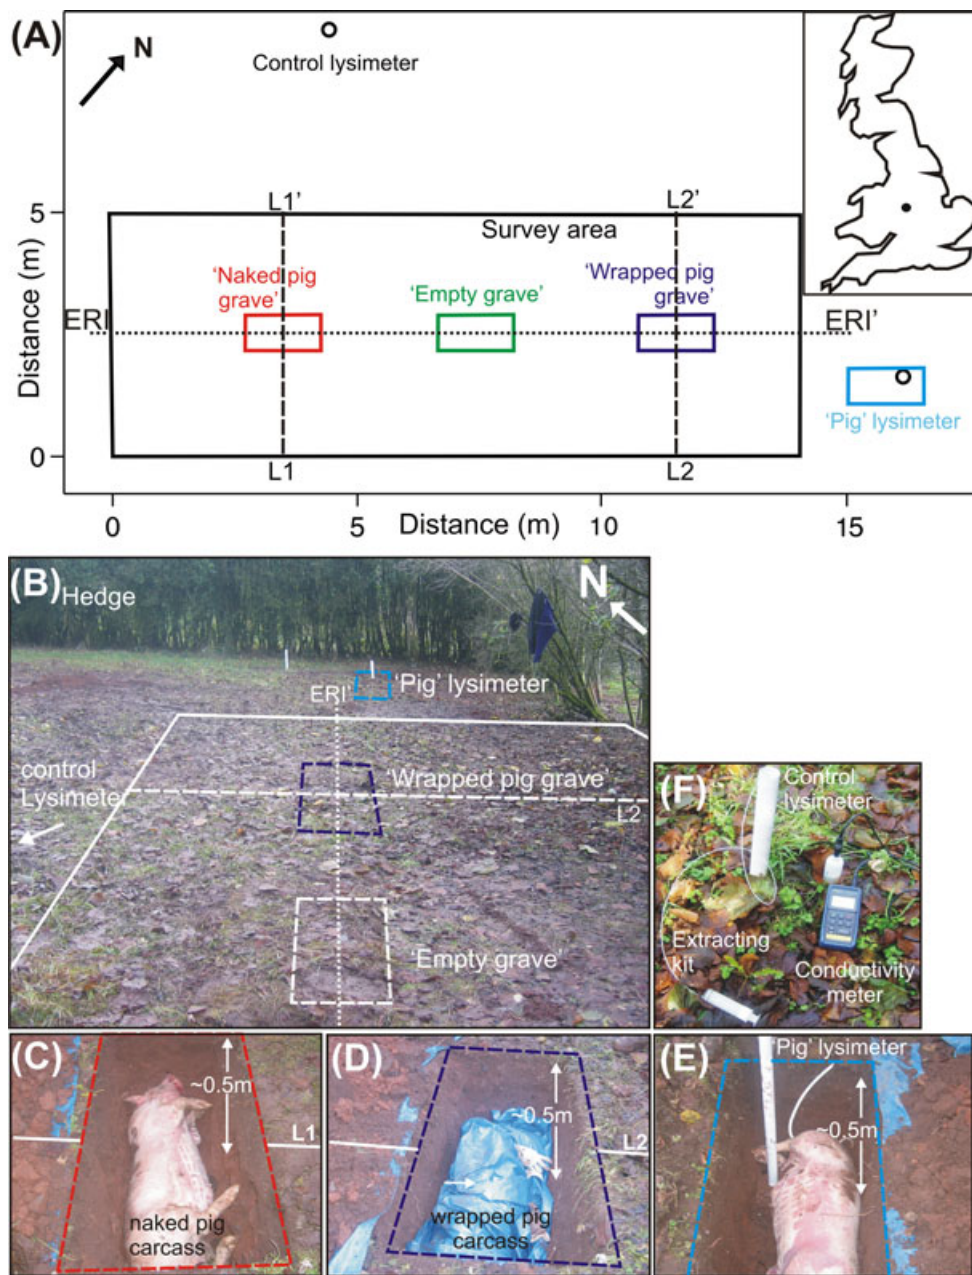 (A)
N
Control lysimeter
5
0
Distance (m)
L1’
L2’
Survey area
‘Naked pig
grave’
‘Empty grave’
‘Wrapped pig
grave’
ERI
ERI’
‘Pig’ lysimeter
L1
L2
0
5
10
15
Distance (m)
(B)
Hedge
N
ERI’
‘Pig’ lysimeter
control
Lysimeter
‘Wrapped pig grave’
L2
‘Empty grave’
(F)
Control
lysimeter
Extracting
kit
Conductivity
meter
(C)
~0.5m
L1
naked pig
carcass
(D)
~0.5m
L2
wrapped pig
carcass
(E)
‘Pig’ lysimeter
~0.5m